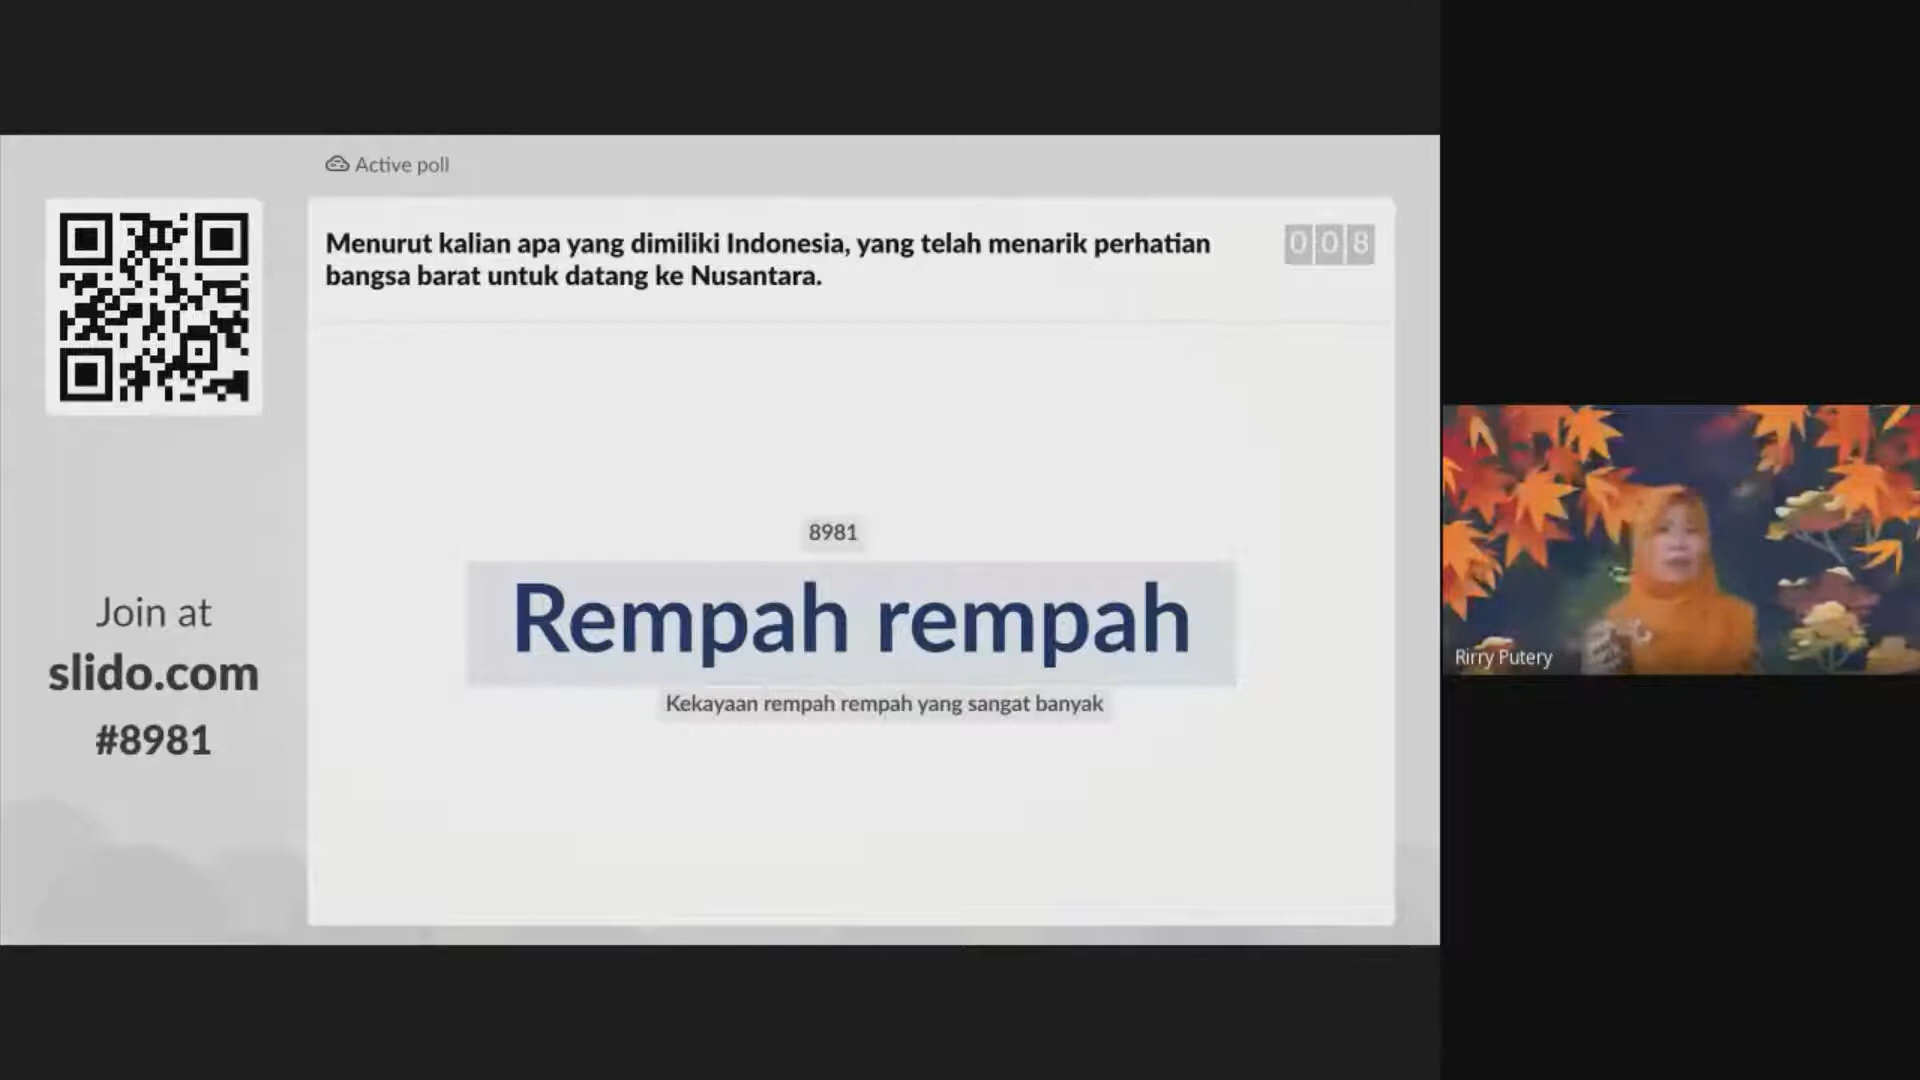 Active poll
Menurut kalian apa yang dimiliki Indonesia, yang telah menarik perhatian
bangsa barat untuk datang ke Nusantara.
008
8981
Rempah rempah
Kekayaan rempah rempah yang sangat banyak
Join at
slido.com
#8981
Rirry Putery